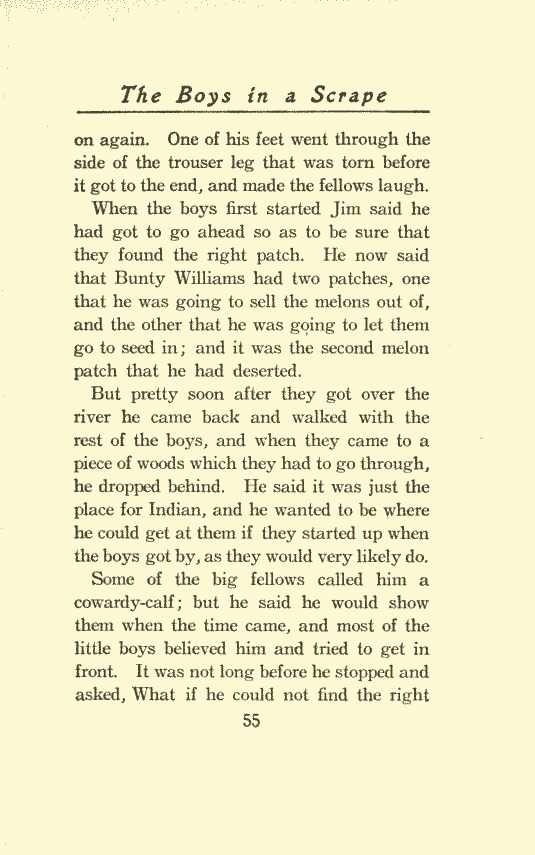 The Boys in a Scrape
on again. One of his feet went through the
side of the trouser leg that was torn before
it got to the end, and made the fellows laugh.
When the boys first started Jim said he
had got to go ahead so as to be sure that
they found the right patch. He now said
that Bunty Williams had two patches, one
that he was going to sell the melons out of,
and the other that he was going to let them
go to seed in; and it was the second melon
patch that he had deserted.
But pretty soon after they got over the
river he came back and walked with the
rest of the boys, and when they came to a
piece of woods which they had to go through,
he dropped behind. He said it was just the
place for Indian, and he wanted to be where
he could get at them if they started up when
the boys got by, as they would very likely do.
Some of the big fellows called him a
cowardy-calf; but he said he would show
them when the time came, and most of the
little boys believed him and tried to get in
front. It was not long before he stopped and
asked, What if he could not find the right
55